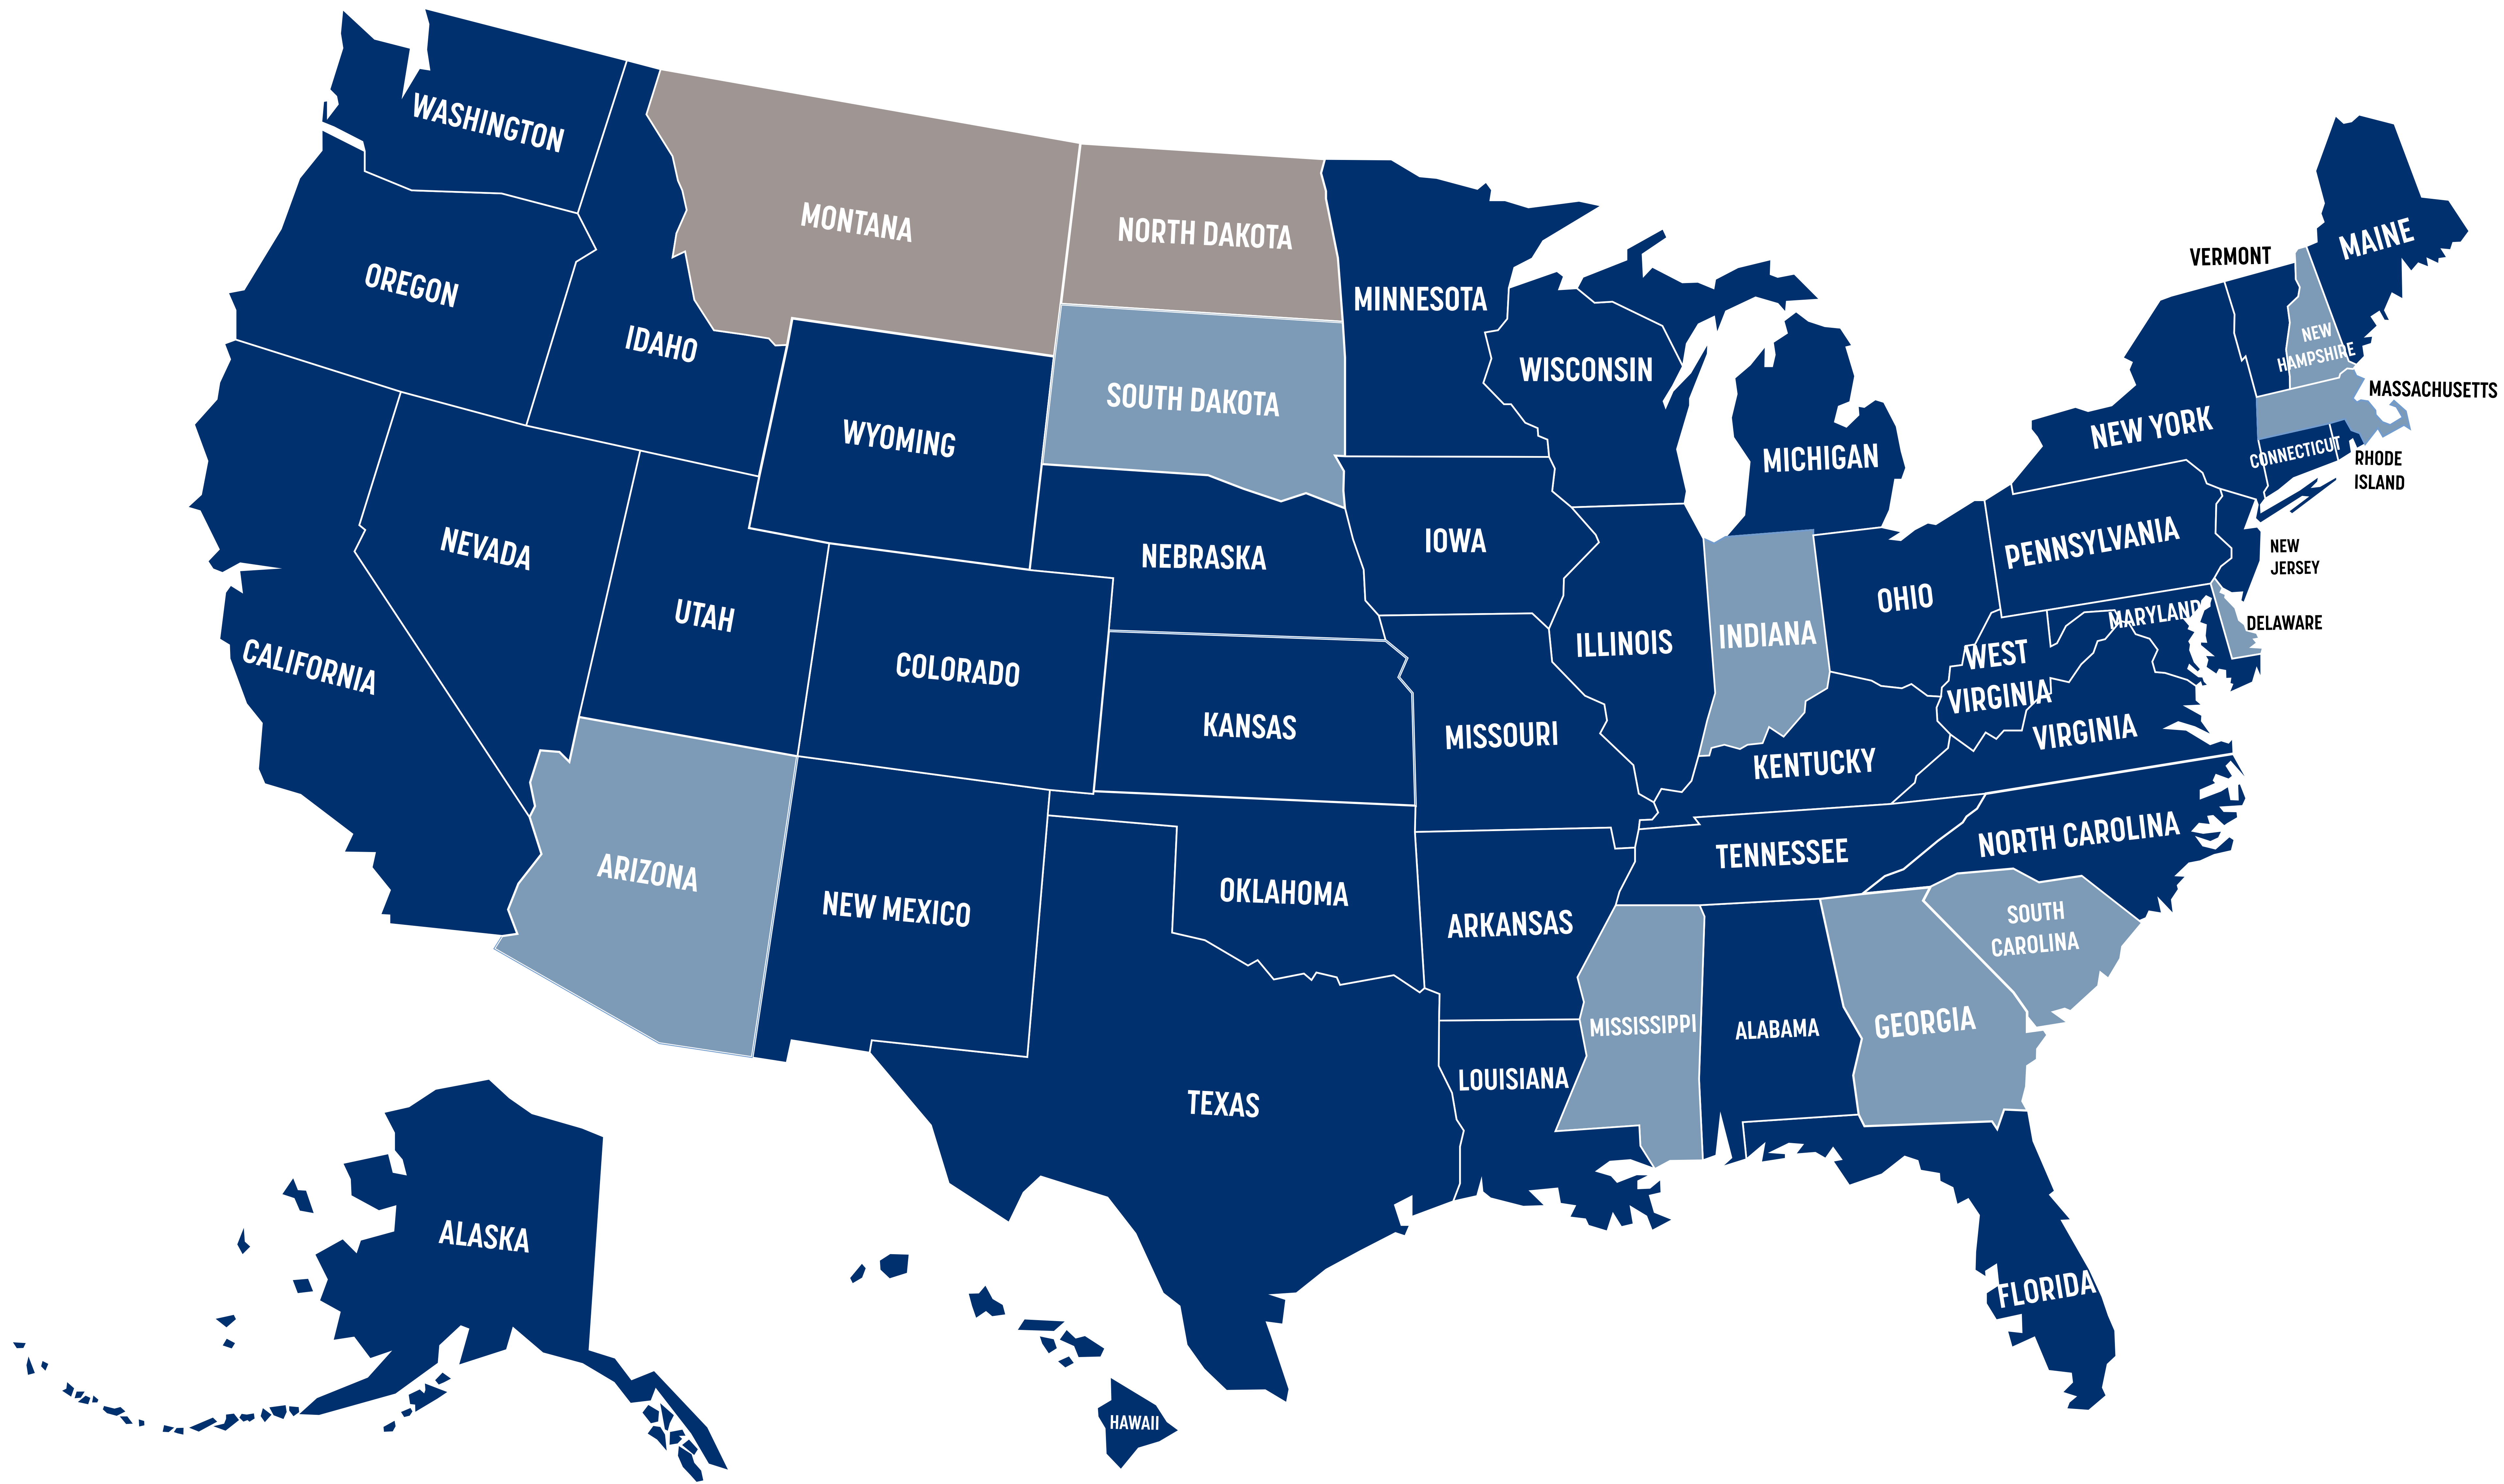 WASHINGTON
MONTANA
NORTH DAKOTA
MAINE
VERMONT
OREGON
MINNESOTA
IDAHO
NEW
HAMPSHIRE
WISCONSIN
SOUTH DAKOTA
MASSACHUSETTS
WYOMING
NEW YORK
MICHIGAN
CONNECTICUT
RHODE
ISLAND
NEVADA
IOWA
NEBRASKA
PENNSYLVANIA
NEW
JERSEY
UTAH
OHIO
MARYLAND
DELAWARE
CALIFORNIA
COLORADO
ILLINOIS
INDIANA
WEST
VIRGINIA
KANSAS
MISSOURI
KENTUCKY
VIRGINIA
ARIZONA
TENNESSEE
NORTH CAROLINA
NEW MEXICO
OKLAHOMA
ARKANSAS
SOUTH
CAROLINA
MISSISSIPPI
ALABAMA
GEORGIA
LOUISIANA
TEXAS
ALASKA
FLORIDA
HAWAII